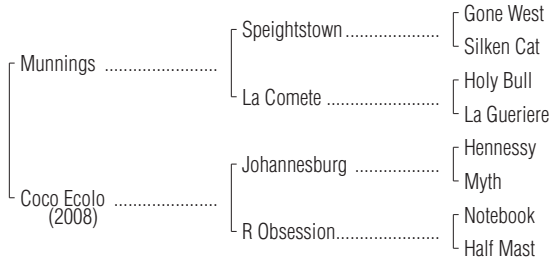 Gone West
Speightstown
Silken Cat
Munnings
Holy Bull
La Comete
La Gueriere
Hennessy
Johannesburg
Myth
Coco Ecolo
(2008)
Notebook
R Obsession
Half Mast